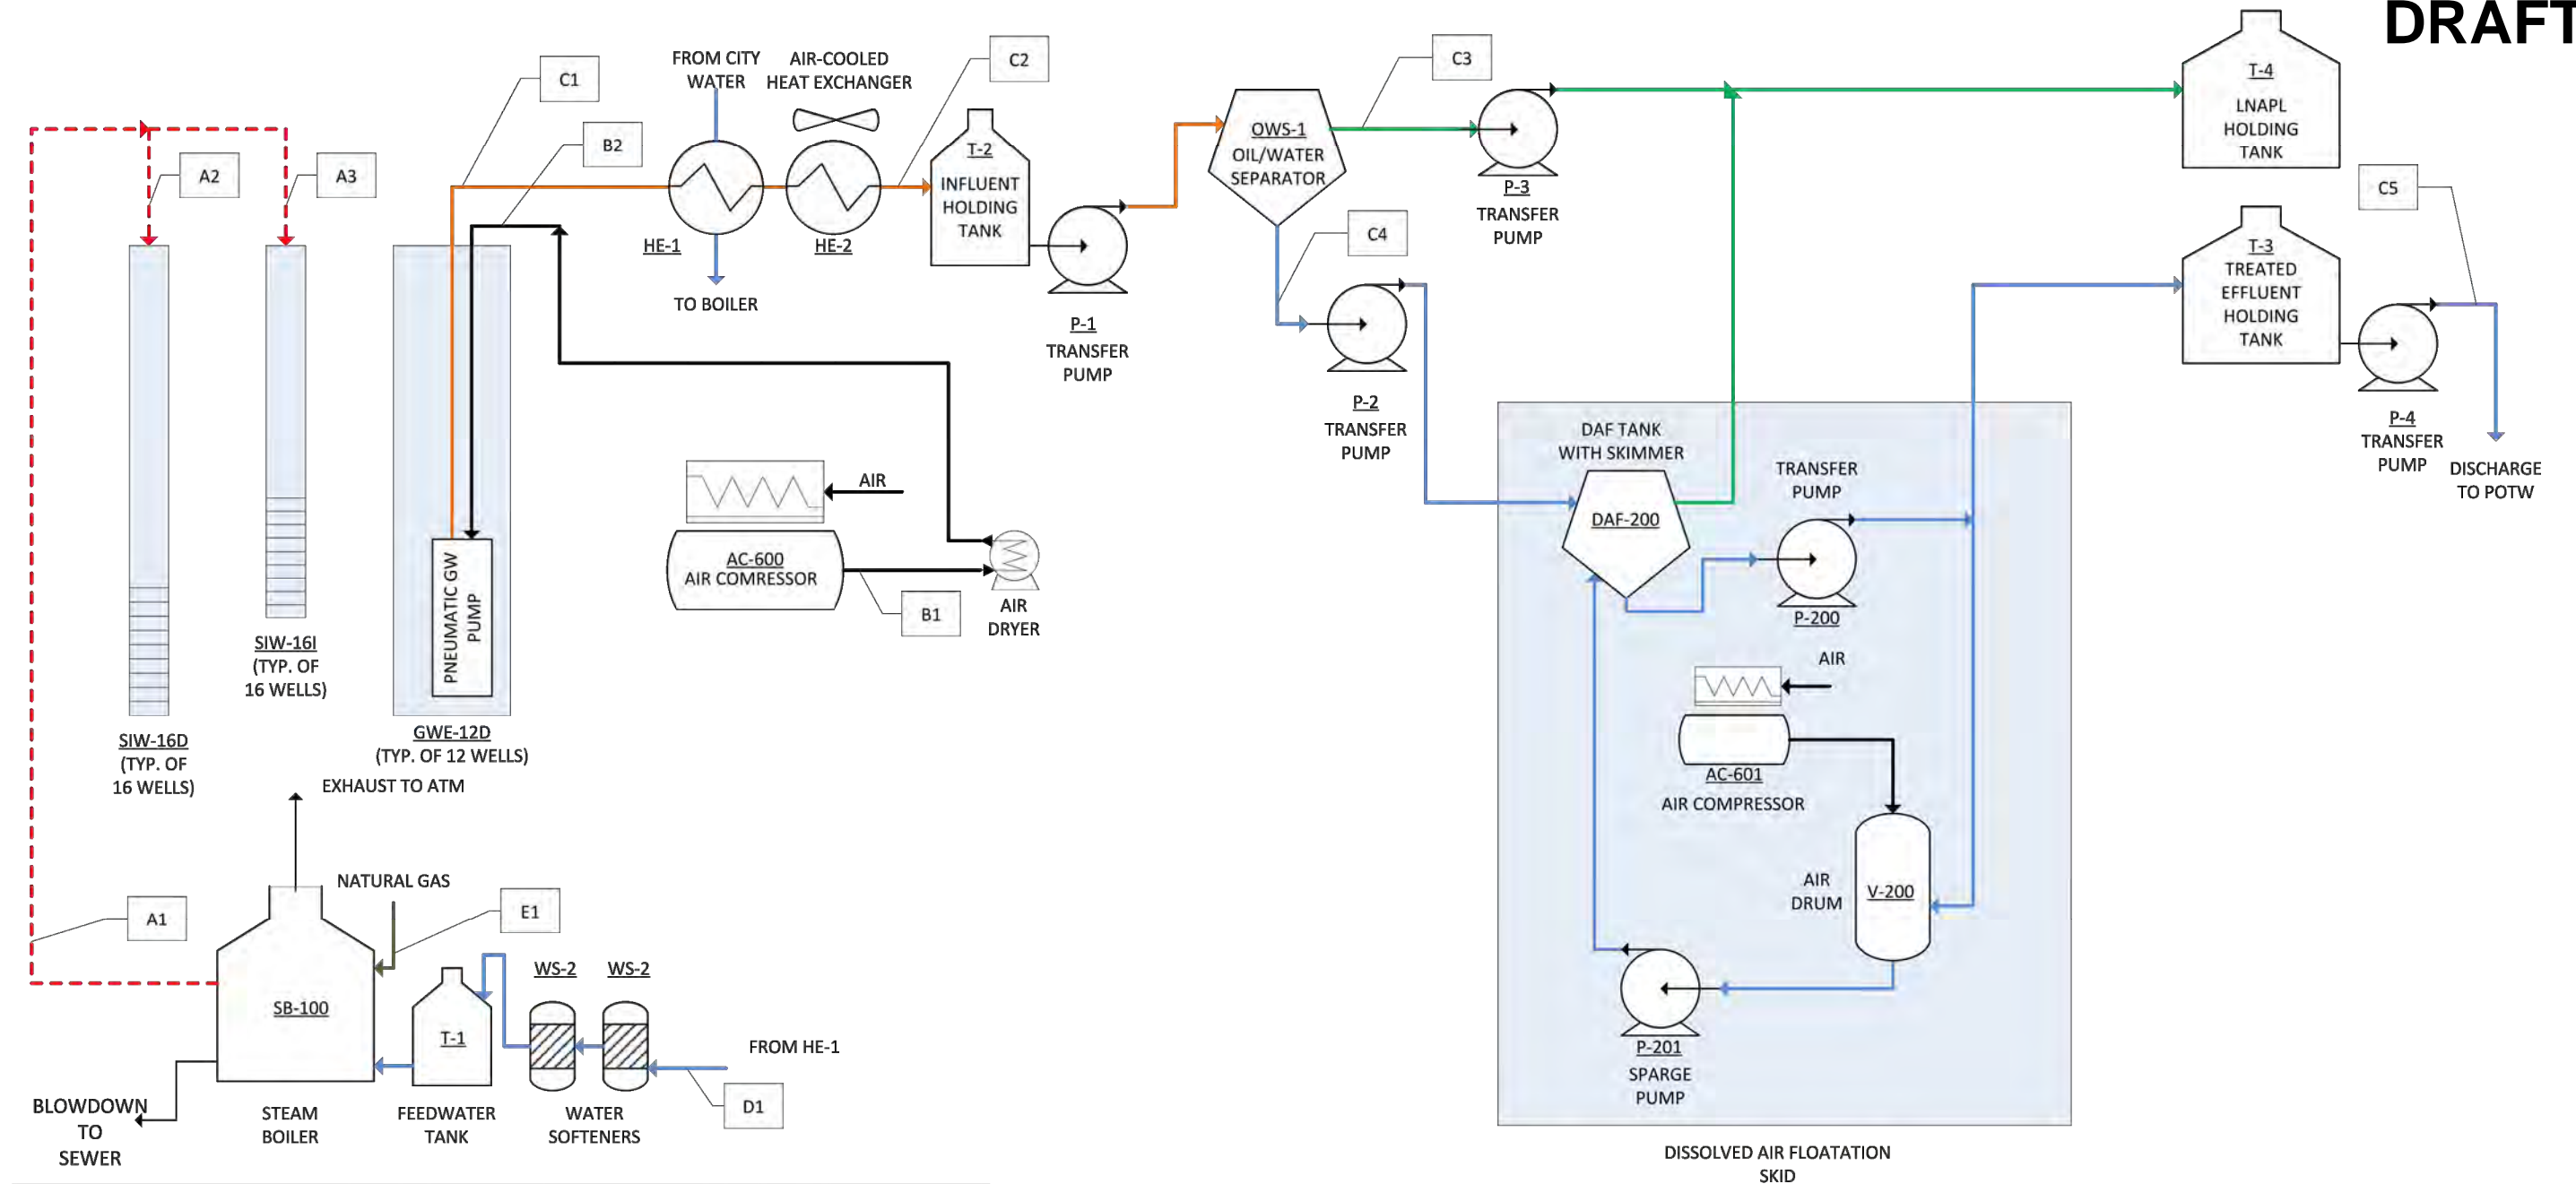 DRAFT
FROM CITY
WATER
AIR-COOLED
HEAT EXCHANGER
C1
C2
B2
A2
A3
HE-1
HE-2
TO BOILER
T-2
INFLUENT
HOLDING
TANK
P-1
TRANSFER
PUMP
OWS-1
OIL/WATER
SEPARATOR
C3
P-3
TRANSFER
PUMP
C4
P-2
TRANSFER
PUMP
T-4
LNAPL
HOLDING
TANK
C5
T-3
TREATED
EFFLUENT
HOLDING
TANK
P-4
TRANSFER
PUMP
DISCHARGE
TO POTW
PNEUMATIC GW
PUMP
AIR
AC-600
AIR COMRESSOR
B1
AIR
DRYER
SIW-16I
(TYP. OF
16 WELLS)
SIW-16D
(TYP. OF
16 WELLS)
GWE-12D
(TYP. OF 12 WELLS)
EXHAUST TO ATM
NATURAL GAS
A1
E1
SB-100
T-1
WS-2
WS-2
FROM HE-1
D1
BLOWDOWN
TO
SEWER
STEAM
BOILER
FEEDWATER
TANK
WATER
SOFTENERS
DAF TANK
WITH SKIMMER
DAF-200
TRANSFER
PUMP
P-200
AIR
AC-601
AIR COMPRESSOR
AIR
DRUM
V-200
P-201
SPARGE
PUMP
DISSOLVED AIR FLOATATION
SKID